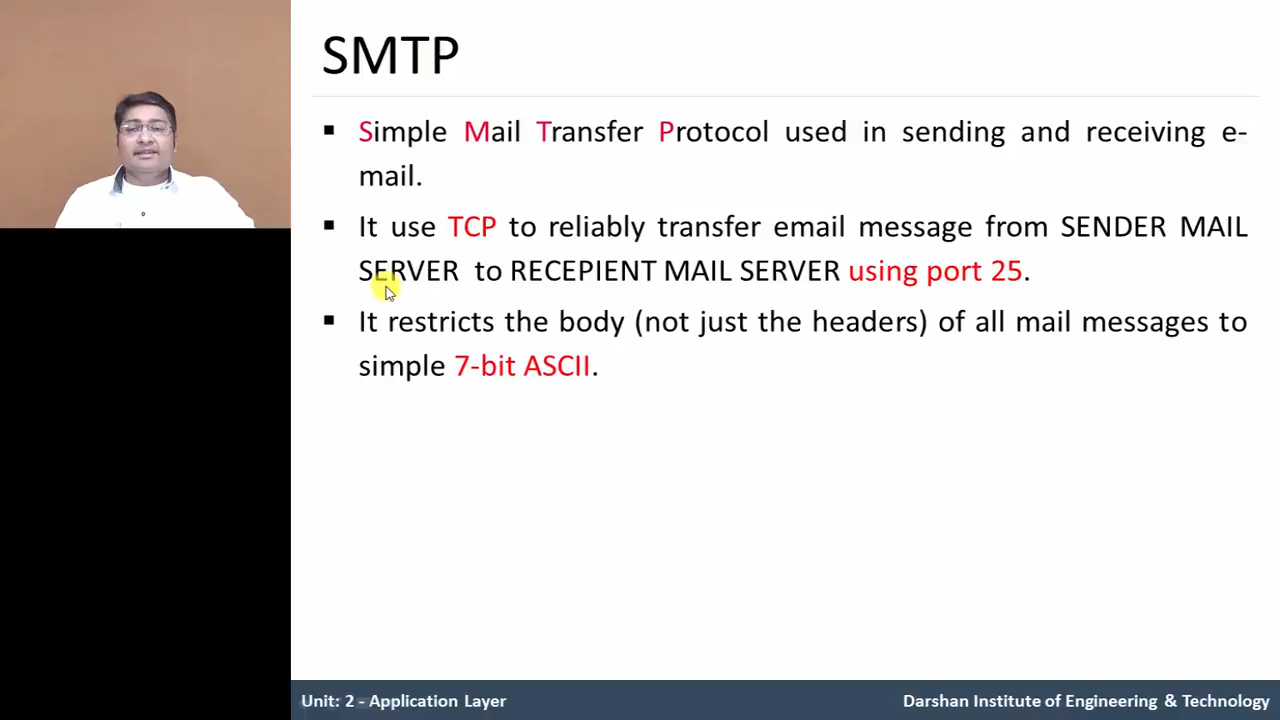 SMTP
▪ Simple Mail Transfer Protocol used in sending and receiving e-
mail.
▪ It use TCP to reliably transfer email message from SENDER MAIL
SERVER to RECEPIENT MAIL SERVER using port 25.
▪ It restricts the body (not just the headers) of all mail messages to
simple 7-bit ASCII.
Unit: 2 - Application Layer
Darshan Institute of Engineering & Technology